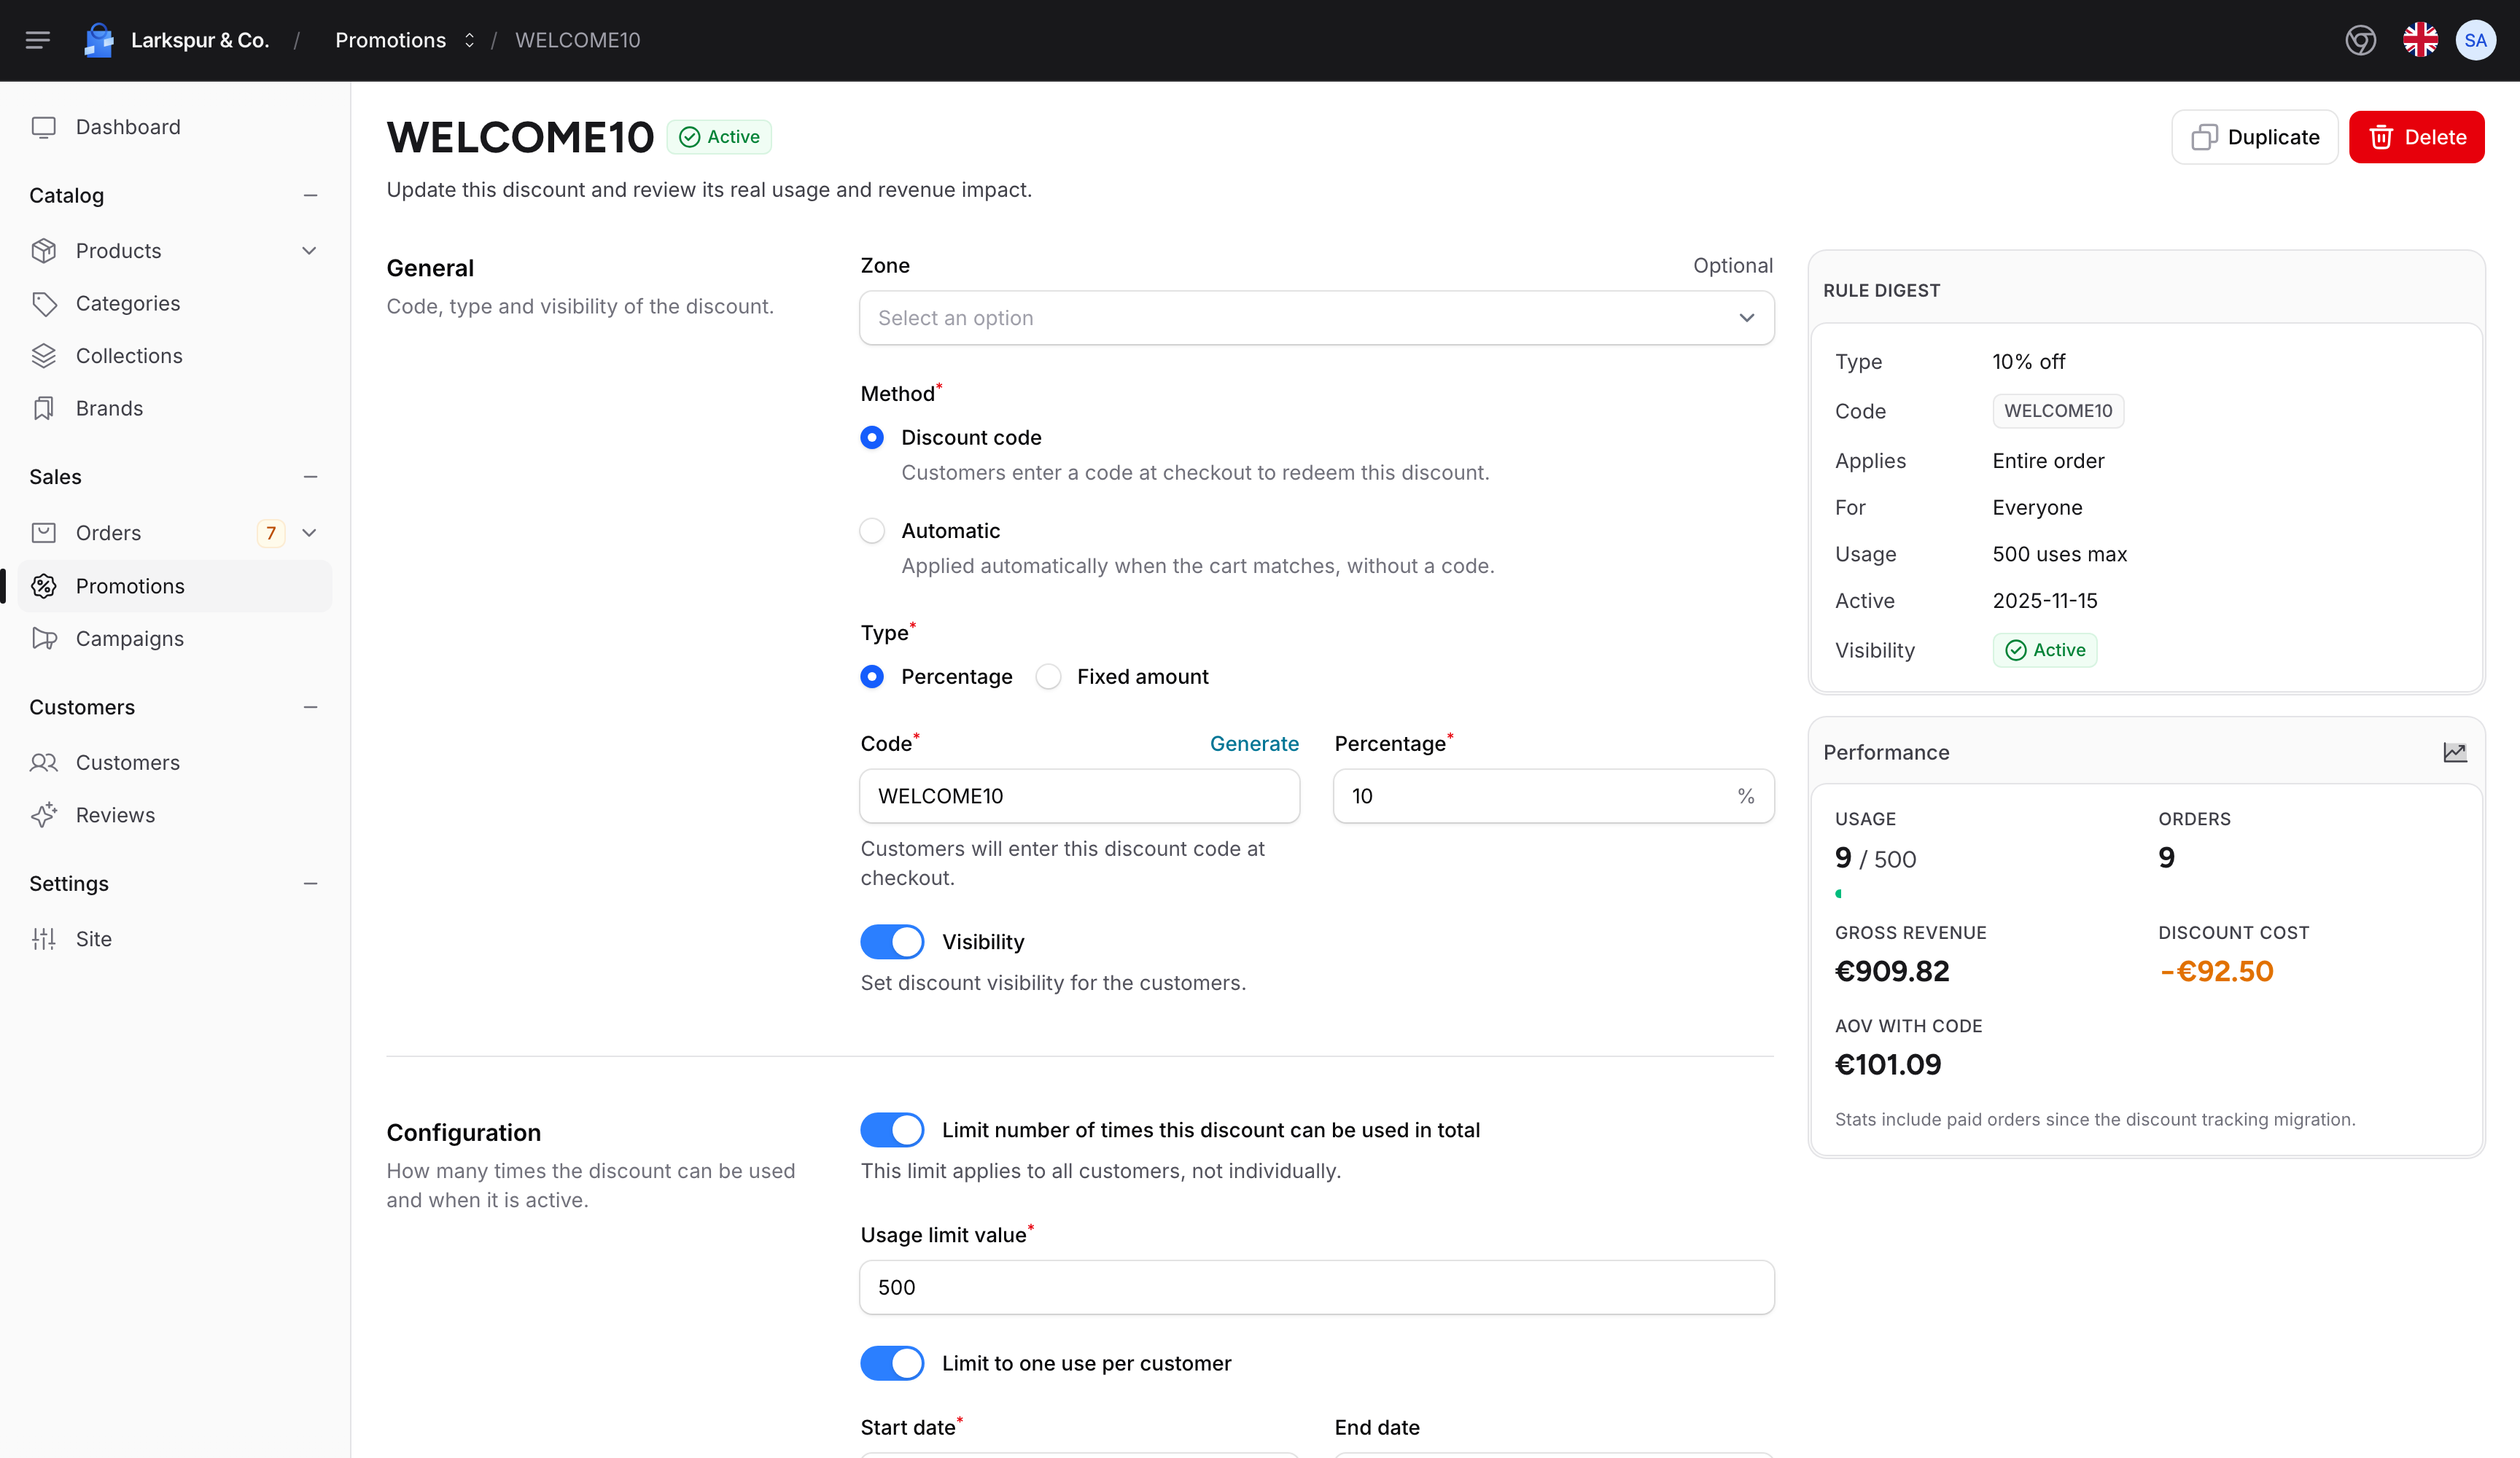 Larkspur & Co. / Promotions / WELCOME10
SA
Dashboard
Catalog
Products
Categories
Collections
Brands
Sales
Orders 7
Promotions
Campaigns
Customers
Customers
Reviews
Settings
Site
WELCOME10 Active
Update this discount and review its real usage and revenue impact.
Duplicate
Delete
General
Code, type and visibility of the discount.
Zone Optional
Select an option
Method*
Discount code
Customers enter a code at checkout to redeem this discount.
Automatic
Applied automatically when the cart matches, without a code.
Type*
Percentage Fixed amount
Code* Generate Percentage*
WELCOME10 10 %
Customers will enter this discount code at
checkout.
Visibility
Set discount visibility for the customers.
Configuration
How many times the discount can be used
and when it is active.
Limit number of times this discount can be used in total
This limit applies to all customers, not individually.
Usage limit value*
500
Limit to one use per customer
Start date* End date
RULE DIGEST
Type 10% off
Code WELCOME10
Applies Entire order
For Everyone
Usage 500 uses max
Active 2025-11-15
Visibility Active
Performance
USAGE ORDERS
9 / 500 9
GROSS REVENUE DISCOUNT COST
€909.82 −€92.50
AOV WITH CODE
€101.09
Stats include paid orders since the discount tracking migration.